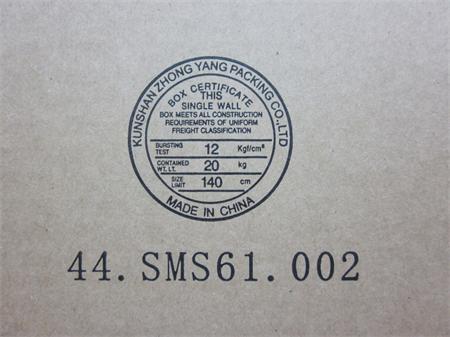 KUNSHAN ZHONG YANG PACKING CO.,LTD
BOX CERTIFICATE
THIS
SINGLE WALL
BOX MEETS ALL CONSTRUCTION
REQUIREMENTS OF UNIFORM
FREIGHT CLASSIFICATION
BURSTING TEST 12 Kgf/cm²
CONTAINED WT. LT. 20 kg
SIZE LIMIT 140 cm
MADE IN CHINA
44.SMS61.002